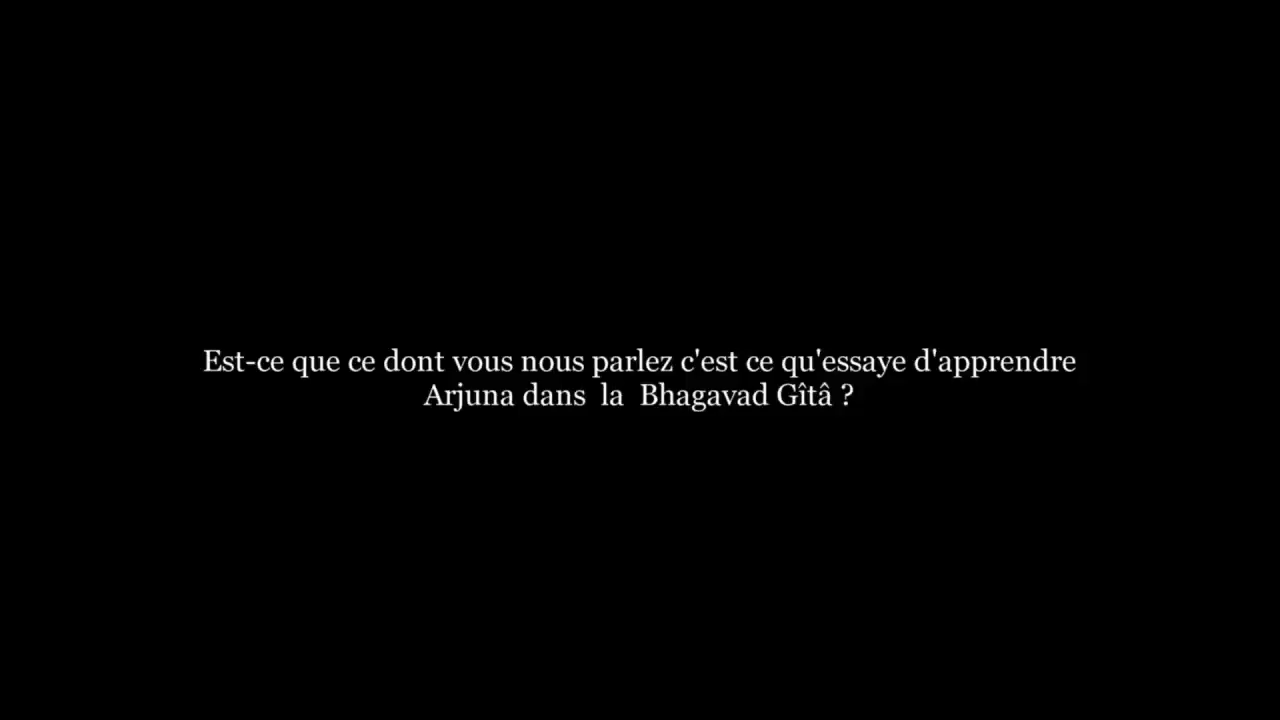 Est-ce que ce dont vous nous parlez c'est ce qu'essaye d'apprendre
Arjuna dans  la  Bhagavad Gîtâ ?